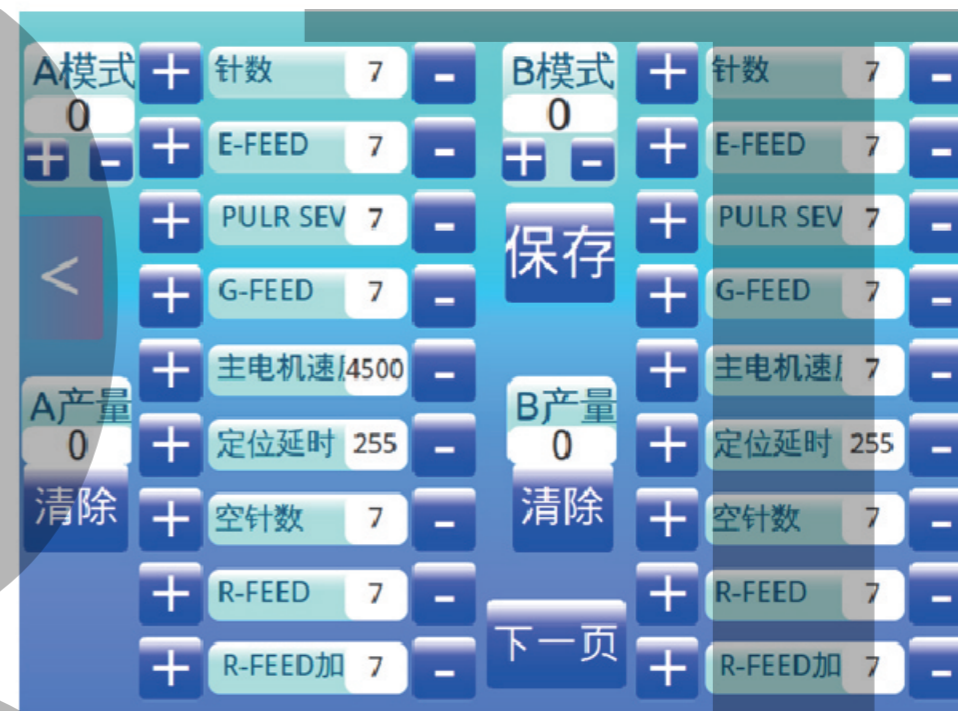 A模式
0
+ -
<
A产量
0
清除
+ 针数 7 -
+ E-FEED 7 -
+ PULR SEV 7 -
+ G-FEED 7 -
+ 主电机速 4500 -
+ 定位延时 255 -
+ 空针数 7 -
+ R-FEED 7 -
+ R-FEED加 7 -
B模式
0
+ -
保存
B产量
0
清除
下一页
+ 针数 7 -
+ E-FEED 7 -
+ PULR SEV 7 -
+ G-FEED 7 -
+ 主电机速 7 -
+ 定位延时 255 -
+ 空针数 7 -
+ R-FEED 7 -
+ R-FEED加 7 -